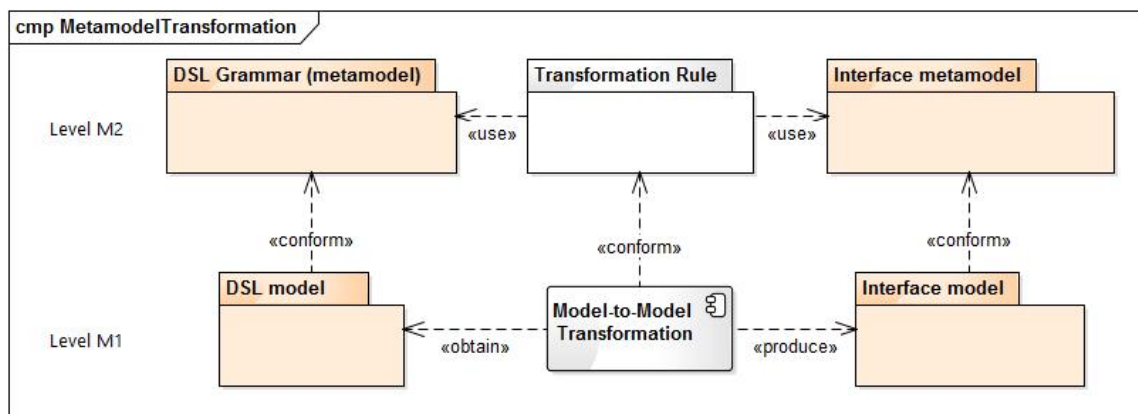 cmp MetamodelTransformation
DSL Grammar (metamodel)
Transformation Rule
Interface metamodel
Level M2
«use»
«use»
«conform»
«conform»
«conform»
DSL model
Model-to-Model
Transformation
Interface model
Level M1
«obtain»
«produce»